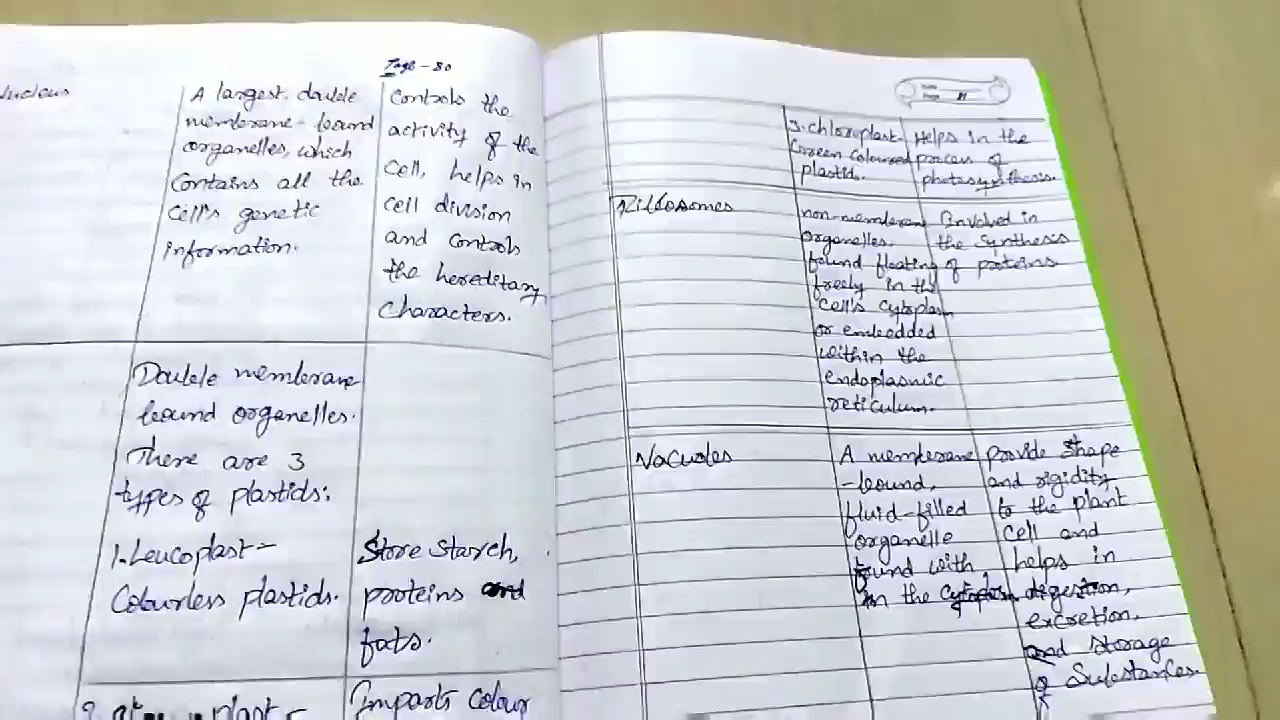 Page - 80
Nucleus
A largest, double
membrane-bound
organelles, which
contains all the
cell's genetic
information.
Controls the
activity of the
cell, helps in
cell division
and controls
the hereditary
characters.
Double membrane
bound organelles.
There are 3
types of plastids:
1. Leucoplast -
Colourless plastids.
Store starch,
proteins and
fats.
plast -
Imparts colour
3. chloroplast-
Green coloured
plastid.
Helps in the
process of
photosynthesis.
Ribosomes
non-membrane
organelles.
found floating
freely in the
cell's cytoplasm
or embedded
within the
endoplasmic
reticulum.
Involved in
the synthesis
of proteins
Vacuoles
A membrane
-bound,
fluid-filled
organelle
found with
in the cytoplasm
provide shape
and rigidity
to the plant
cell and
helps in
digestion,
excretion,
and storage
of substances.